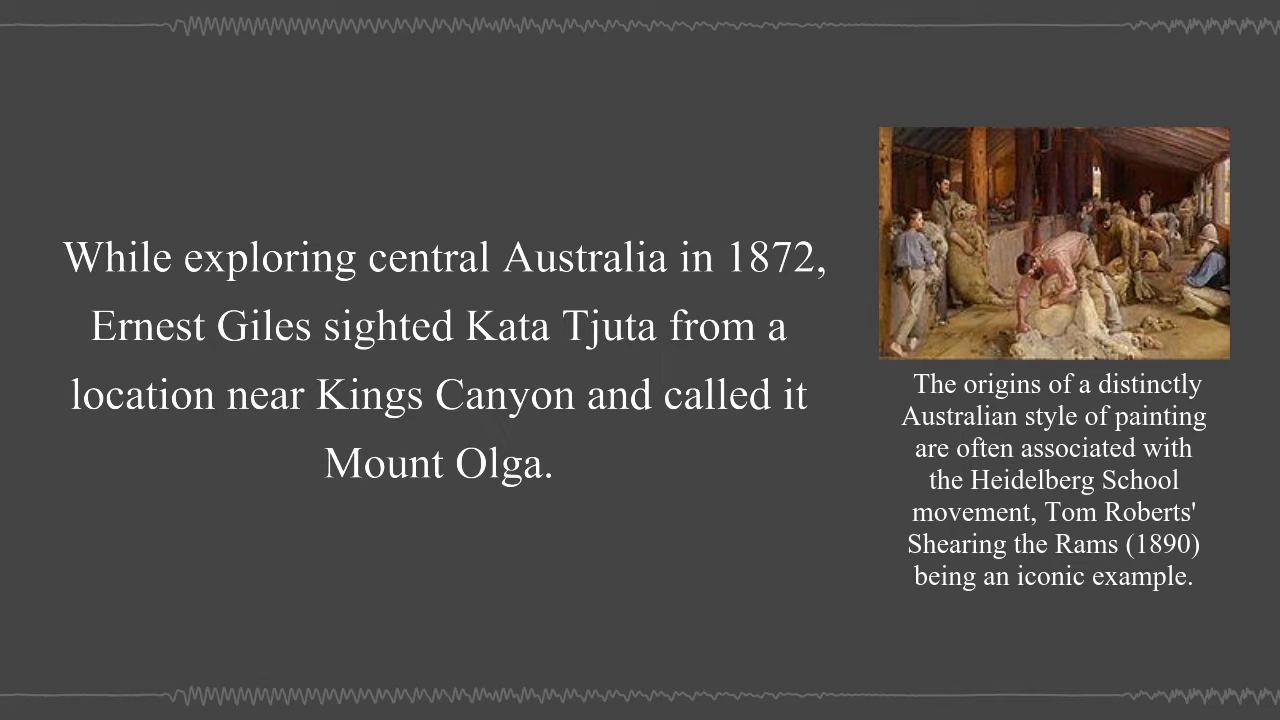 While exploring central Australia in 1872,
Ernest Giles sighted Kata Tjuta from a
location near Kings Canyon and called it
Mount Olga.
The origins of a distinctly
Australian style of painting
are often associated with
the Heidelberg School
movement, Tom Roberts'
Shearing the Rams (1890)
being an iconic example.